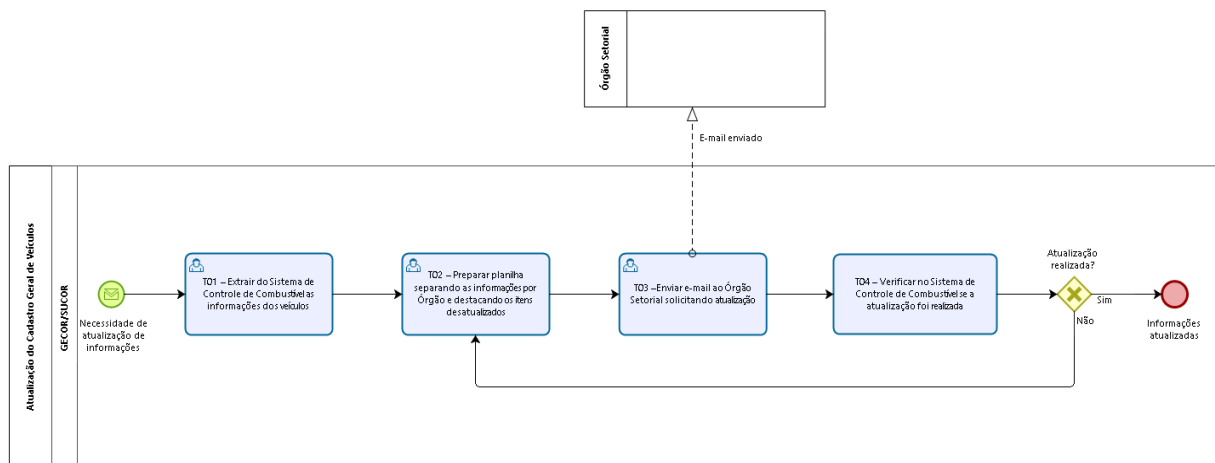 Órgão Setorial
E-mail enviado
Atualização do Cadastro Geral de Veículos
GECOR/SUCOR
Necessidade de
atualização de
informações
T01 – Extrair do Sistema de
Controle de Combustível as
informações dos veículos
T02 – Preparar planilha
separando as informações por
Órgão e destacando os itens
desatualizados
T03 –Enviar e-mail ao Órgão
Setorial solicitando atualização
T04 – Verificar no Sistema de
Controle de Combustível se a
atualização foi realizada
Atualização
realizada?
Sim
Não
Informações
atualizadas